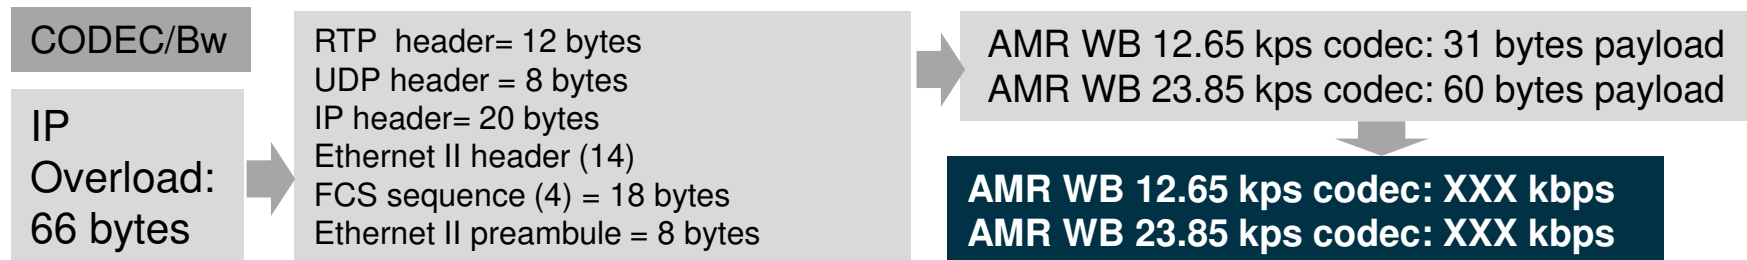 CODEC/Bw
IP
Overload:
66 bytes
RTP  header= 12 bytes
UDP header = 8 bytes
IP header= 20 bytes
Ethernet II header (14)
FCS sequence (4) = 18 bytes
Ethernet II preambule = 8 bytes
AMR WB 12.65 kps codec: 31 bytes payload
AMR WB 23.85 kps codec: 60 bytes payload
AMR WB 12.65 kps codec: XXX kbps
AMR WB 23.85 kps codec: XXX kbps